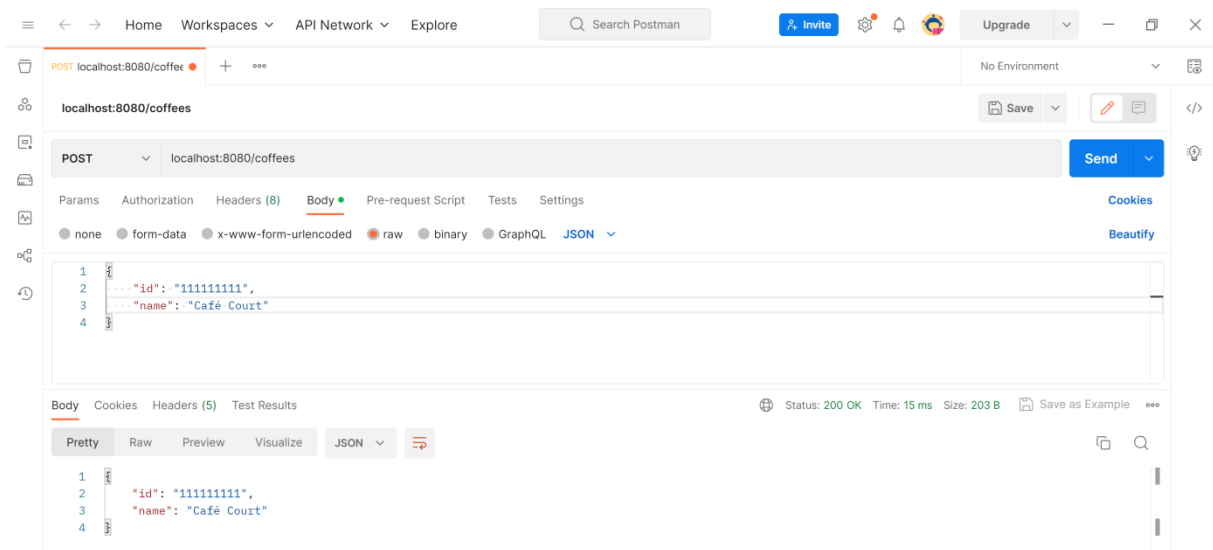 Home Workspaces API Network Explore Search Postman Invite Upgrade
POST localhost:8080/coffee No Environment
localhost:8080/coffees Save
POST localhost:8080/coffees Send
Params Authorization Headers (8) Body Pre-request Script Tests Settings Cookies
none form-data x-www-form-urlencoded raw binary GraphQL JSON Beautify
1 {
2 "id": "111111111",
3 "name": "Café Court"
4 }
Body Cookies Headers (5) Test Results Status: 200 OK Time: 15 ms Size: 203 B Save as Example
Pretty Raw Preview Visualize JSON
1 {
2 "id": "111111111",
3 "name": "Café Court"
4 }